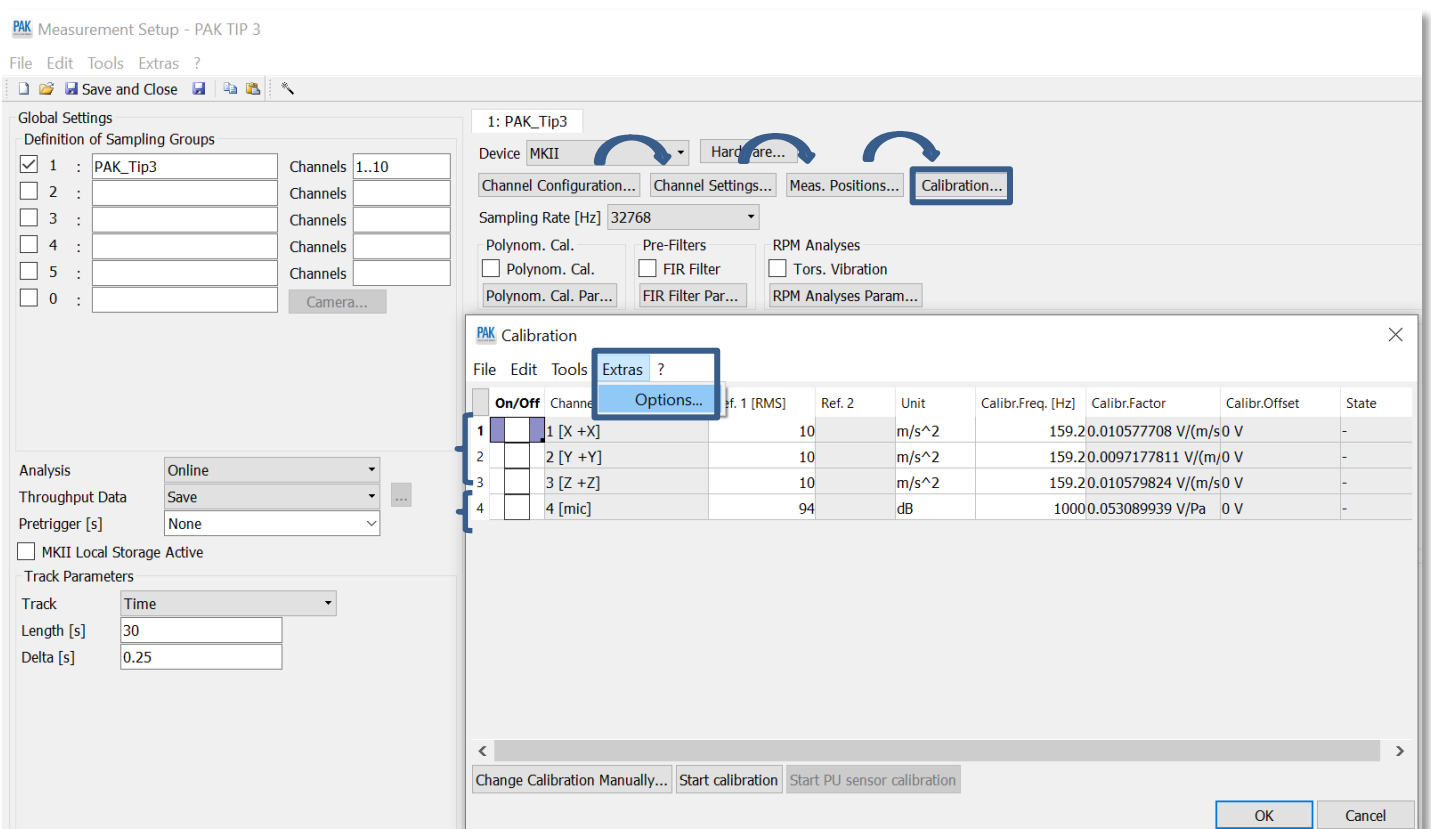 PAK Measurement Setup - PAK TIP 3
File Edit Tools Extras ?
Save and Close
Global Settings
Definition of Sampling Groups
1 : PAK_Tip3 Channels 1..10
2 : Channels
3 : Channels
4 : Channels
5 : Channels
0 : Camera...
Analysis Online
Throughput Data Save ...
Pretrigger [s] None
MKII Local Storage Active
Track Parameters
Track Time
Length [s] 30
Delta [s] 0.25
1: PAK_Tip3
Device MKII Hardware...
Channel Configuration... Channel Settings... Meas. Positions... Calibration...
Sampling Rate [Hz] 32768
Polynom. Cal. Pre-Filters RPM Analyses
Polynom. Cal. FIR Filter Tors. Vibration
Polynom. Cal. Par... FIR Filter Par... RPM Analyses Param...
PAK Calibration
File Edit Tools Extras ?
Options...
On/Off Channe ef. 1 [RMS] Ref. 2 Unit Calibr.Freq. [Hz] Calibr.Factor Calibr.Offset State
1 1 [X +X] 10 m/s^2 159.2 0.010577708 V/(m/s 0 V -
2 2 [Y +Y] 10 m/s^2 159.2 0.0097177811 V/(m/ 0 V -
3 3 [Z +Z] 10 m/s^2 159.2 0.010579824 V/(m/s 0 V -
4 4 [mic] 94 dB 1000 0.053089939 V/Pa 0 V -
Change Calibration Manually... Start calibration Start PU sensor calibration
OK Cancel